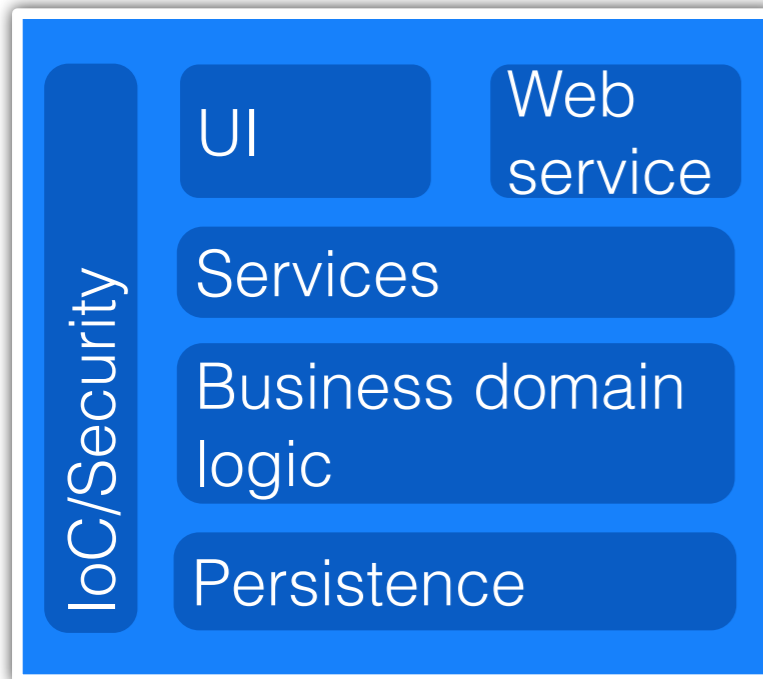 IoC/Security
UI
Web
service
Services
Business domain
logic
Persistence